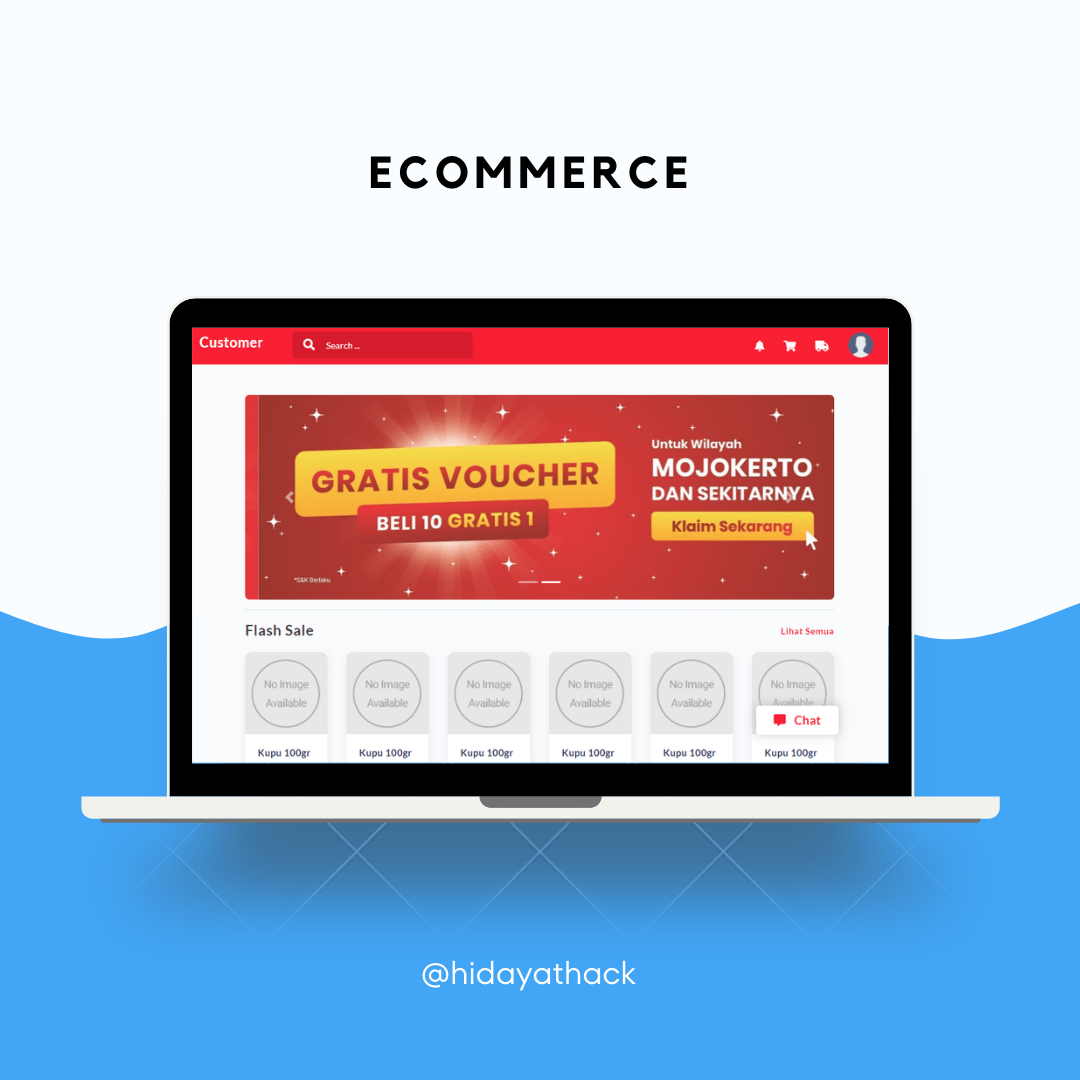 ECOMMERCE
Customer
Search ...
GRATIS VOUCHER
BELI 10 GRATIS 1
*S&K Berlaku
Untuk Wilayah
MOJOKERTO
DAN SEKITARNYA
Klaim Sekarang
Flash Sale
Lihat Semua
No Image
Available
No Image
Available
No Image
Available
No Image
Available
No Image
Available
No Image
Available
Chat
Kupu 100gr
Kupu 100gr
Kupu 100gr
Kupu 100gr
Kupu 100gr
Kupu 100gr
@hidayathack